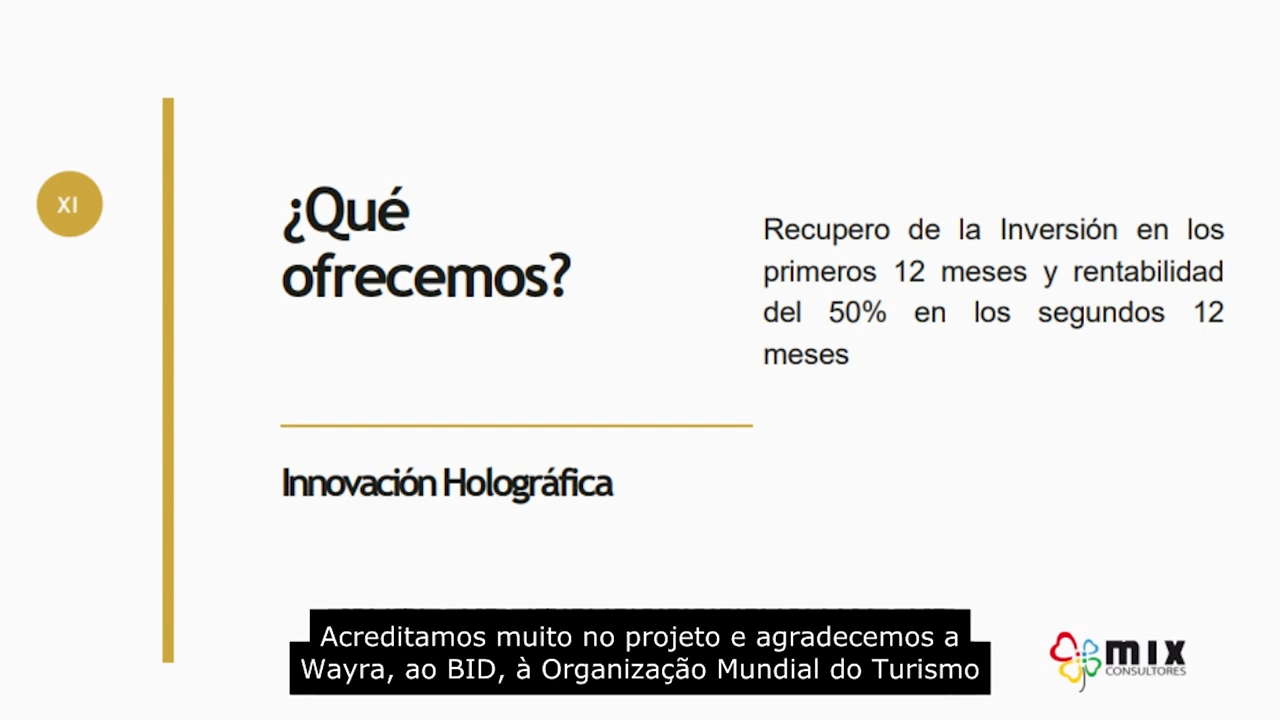 XI
¿Qué
ofrecemos?
Recupero de la Inversión en los
primeros 12 meses y rentabilidad
del 50% en los segundos 12
meses
Innovación Holográfica
Acreditamos muito no projeto e agradecemos a
Wayra, ao BID, à Organização Mundial do Turismo
mix
CONSULTORES